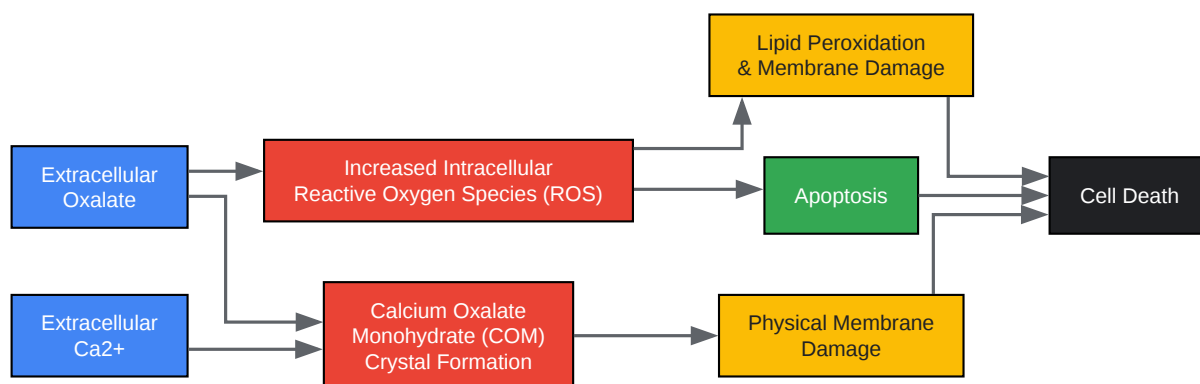 Lipid Peroxidation
& Membrane Damage
Extracellular
Oxalate
Increased Intracellular
Reactive Oxygen Species (ROS)
Apoptosis
Cell Death
Extracellular
Ca2+
Calcium Oxalate
Monohydrate (COM)
Crystal Formation
Physical Membrane
Damage